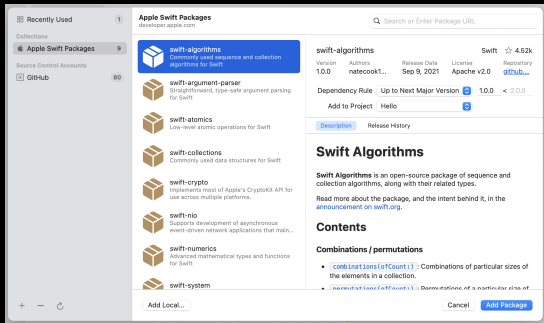 Recently Used 1
Collections
Apple Swift Packages 9
Source Control Accounts
GitHub 80
Apple Swift Packages
developer.apple.com
Search or Enter Package URL
swift-algorithms
Commonly used sequence and collection
algorithms for Swift
swift-argument-parser
Straightforward, type-safe argument parsing
for Swift
swift-atomics
Low-level atomic operations for Swift
swift-collections
Commonly used data structures for Swift
swift-crypto
Implements most of Apple's CryptoKit API for
use across multiple platforms.
swift-nio
Supports development of asynchronous
event-driven network applications that main...
swift-numerics
Advanced mathematical types and functions
for Swift
swift-system
swift-algorithms Swift 4.52k
Version Authors Release Date License Repository
1.0.0 natecook1... Sep 9, 2021 Apache v2.0 github....
Dependency Rule Up to Next Major Version 1.0.0 < 2.0.0
Add to Project Hello
Description Release History
Swift Algorithms
Swift Algorithms is an open-source package of sequence and
collection algorithms, along with their related types.
Read more about the package, and the intent behind it, in the
announcement on swift.org.
Contents
Combinations / permutations
combinations(ofCount:) : Combinations of particular sizes of
the elements in a collection.
permutations(ofCount:) : Permutations of a particular size of
Add Local... Cancel Add Package